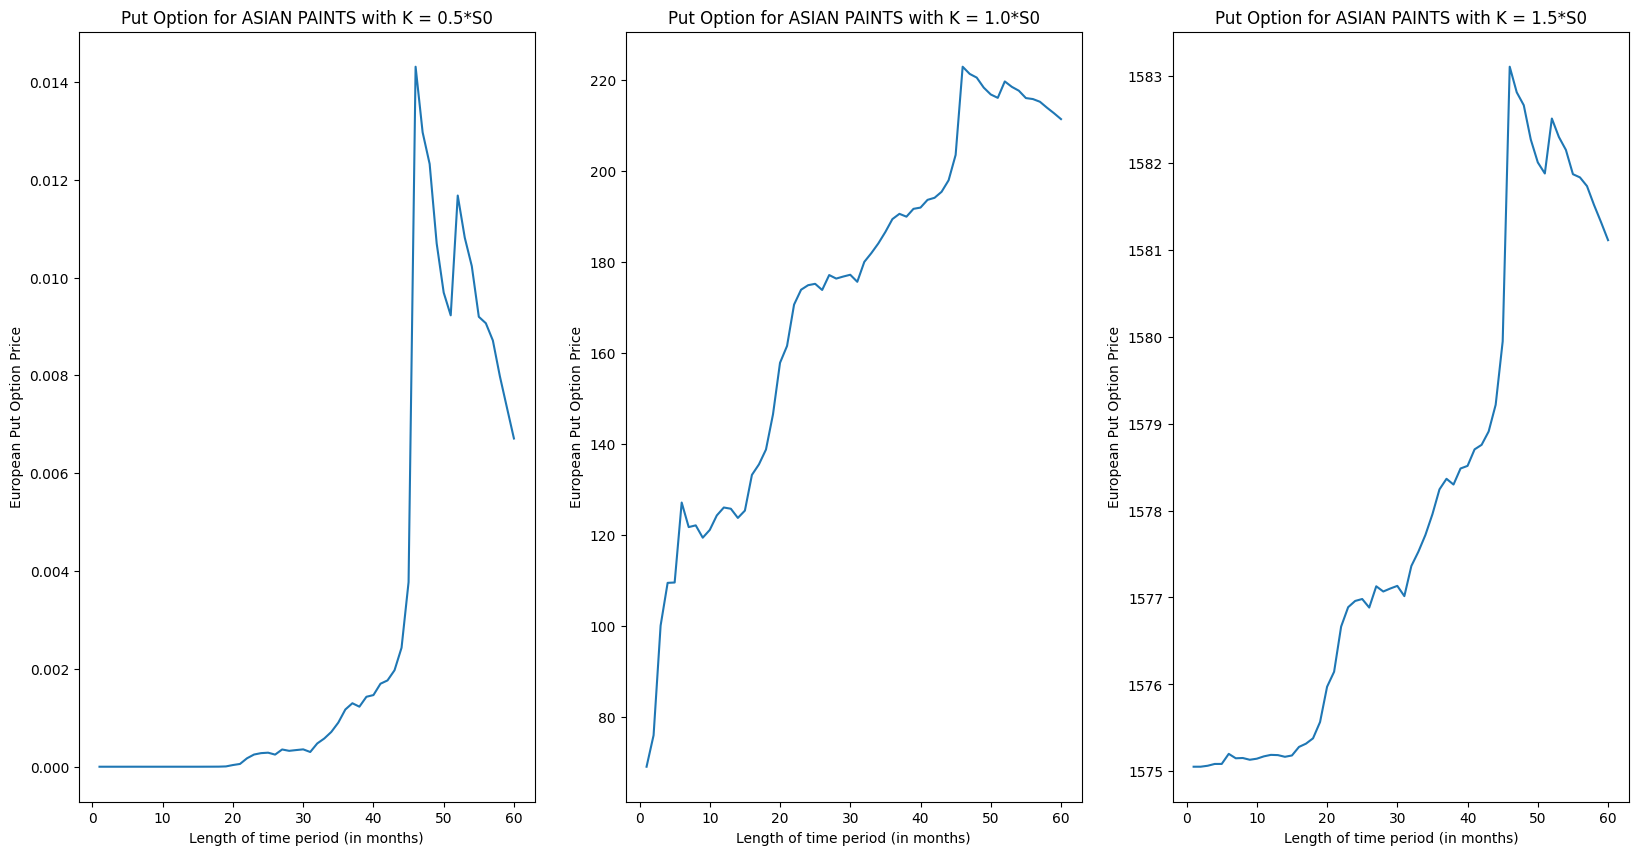 Put Option for ASIAN PAINTS with K = 0.5*S0
European Put Option Price
0.014
0.012
0.010
0.008
0.006
0.004
0.002
0.000
0 10 20 30 40 50 60
Length of time period (in months)
Put Option for ASIAN PAINTS with K = 1.0*S0
European Put Option Price
220
200
180
160
140
120
100
80
0 10 20 30 40 50 60
Length of time period (in months)
Put Option for ASIAN PAINTS with K = 1.5*S0
European Put Option Price
1583
1582
1581
1580
1579
1578
1577
1576
1575
0 10 20 30 40 50 60
Length of time period (in months)